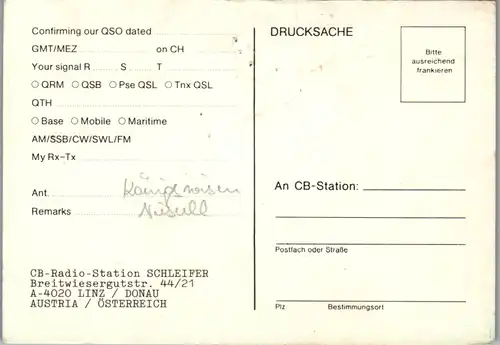 Confirming our QSO dated
GMT/MEZ on CH
Your signal R S T
QRM QSB Pse QSL Tnx QSL
QTH
Base Mobile Maritime
AM/SSB/CW/SWL/FM
My Rx-Tx
Ant.
Remarks
CB-Radio-Station SCHLEIFER
Breitwiesergutstr. 44/21
A-4020 LINZ / DONAU
AUSTRIA / ÖSTERREICH
DRUCKSACHE
Bitte
ausreichend
frankieren
An CB-Station:
Postfach oder Straße
Plz. Bestimmungsort